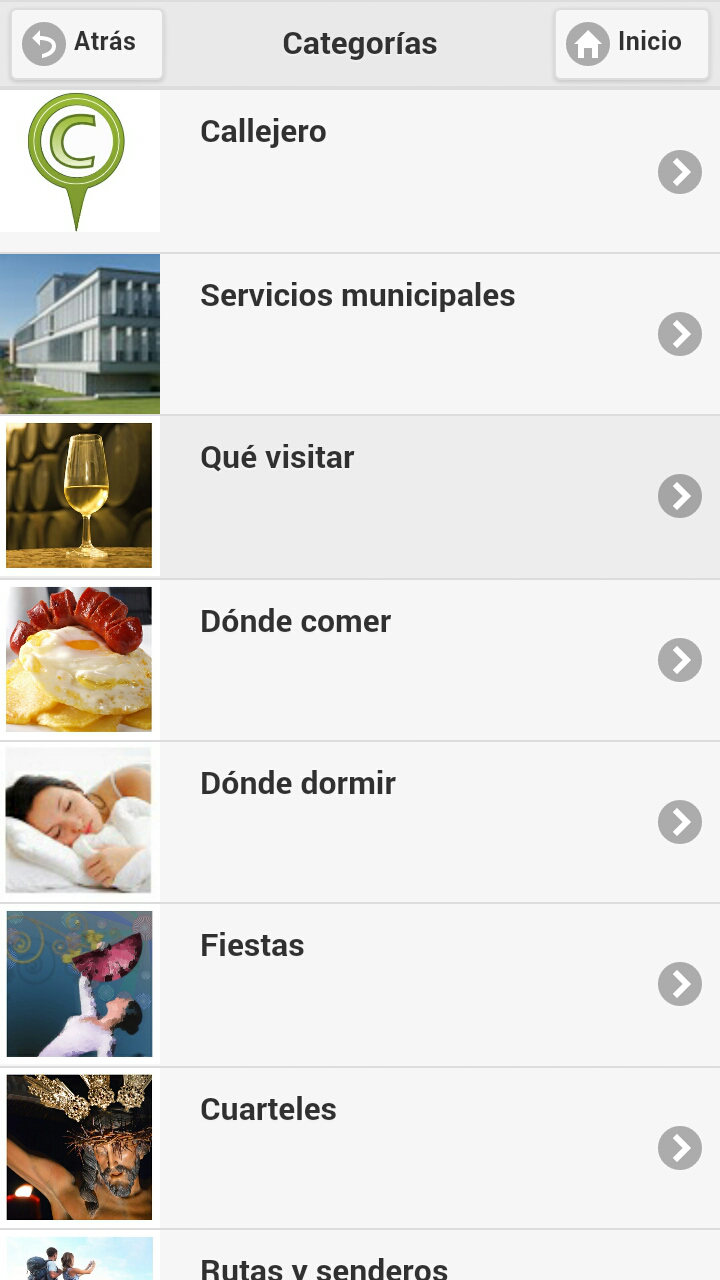 Atrás
Categorías
Inicio
C
Callejero
Servicios municipales
Qué visitar
Dónde comer
Dónde dormir
Fiestas
Cuarteles
Rutas y senderos